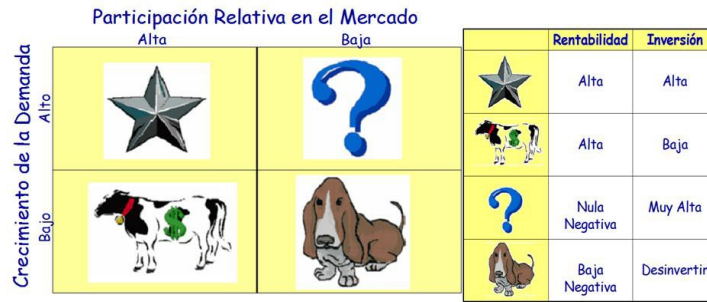 Participación Relativa en el Mercado
Alta Baja
Crecimiento de la Demanda
Alto
Bajo
$
Rentabilidad Inversión
Alta Alta
$
Alta Baja
Nula
Negativa
Muy Alta
Baja
Negativa
Desinvertir